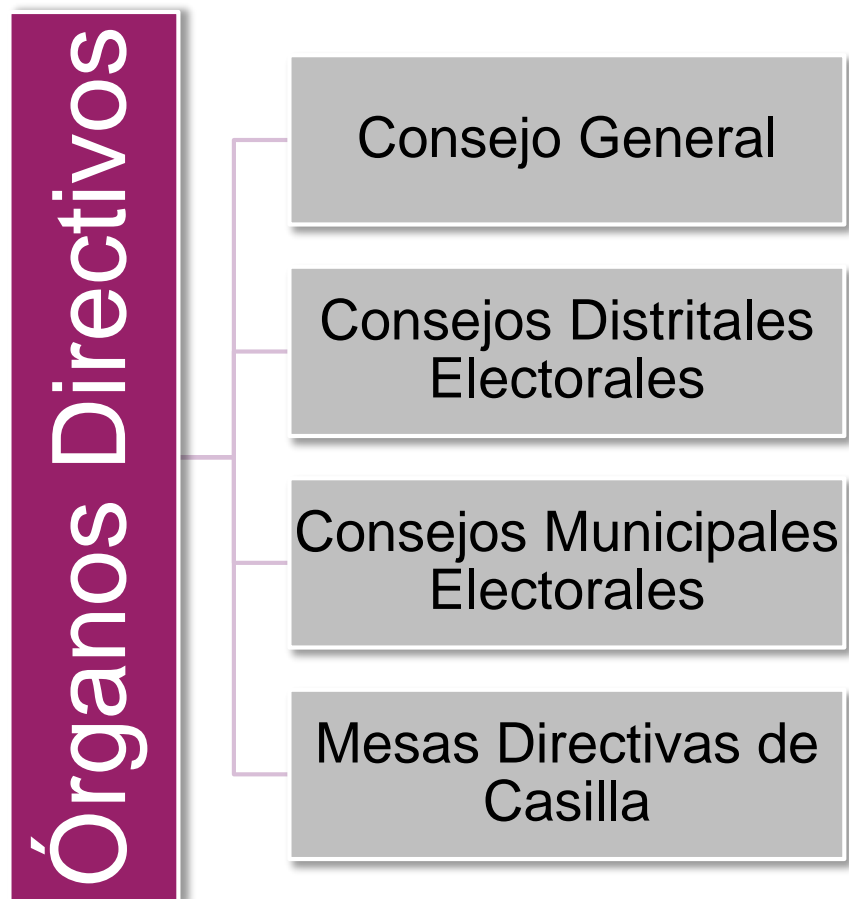 Órganos Directivos
Consejo General
Consejos Distritales
Electorales
Consejos Municipales
Electorales
Mesas Directivas de
Casilla